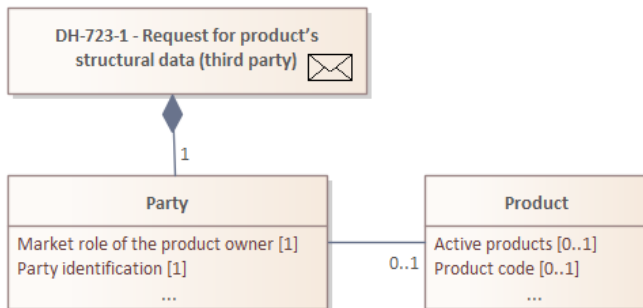 DH-723-1 - Request for product's
structural data (third party)
1
Party
Market role of the product owner [1]
Party identification [1]
...
0..1
Product
Active products [0..1]
Product code [0..1]
...